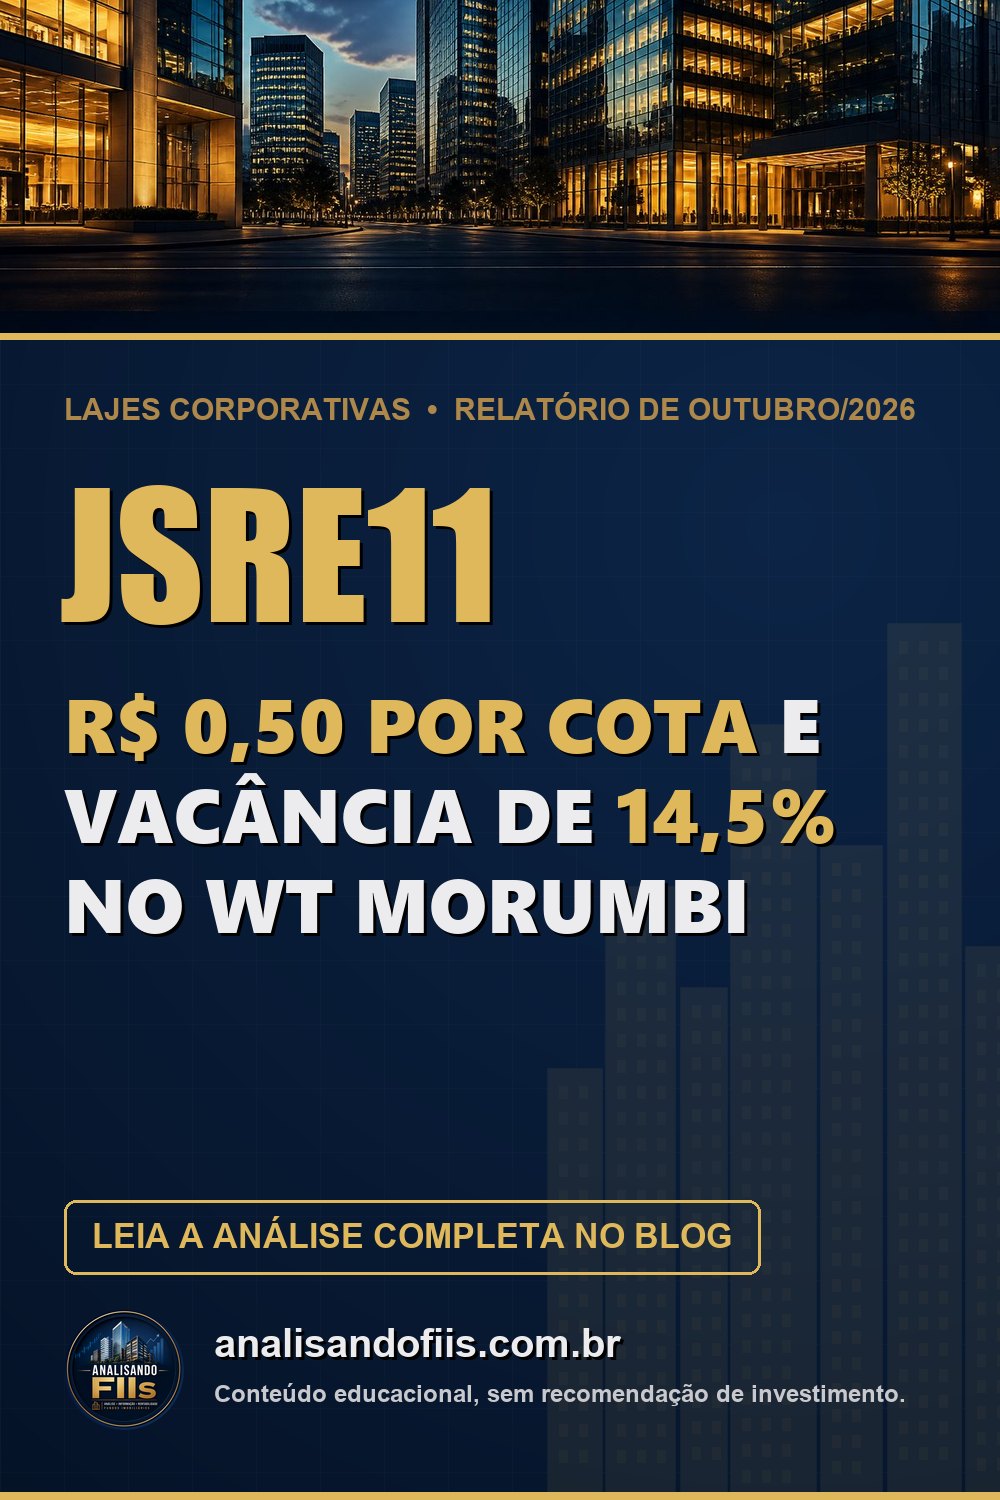 LAJES CORPORATIVAS • RELATÓRIO DE OUTUBRO/2026
JSRE11
R$ 0,50 POR COTA E
VACÂNCIA DE 14,5%
NO WT MORUMBI
LEIA A ANÁLISE COMPLETA NO BLOG
ANALISANDO
FIIs
analisandofiis.com.br
Conteúdo educacional, sem recomendação de investimento.